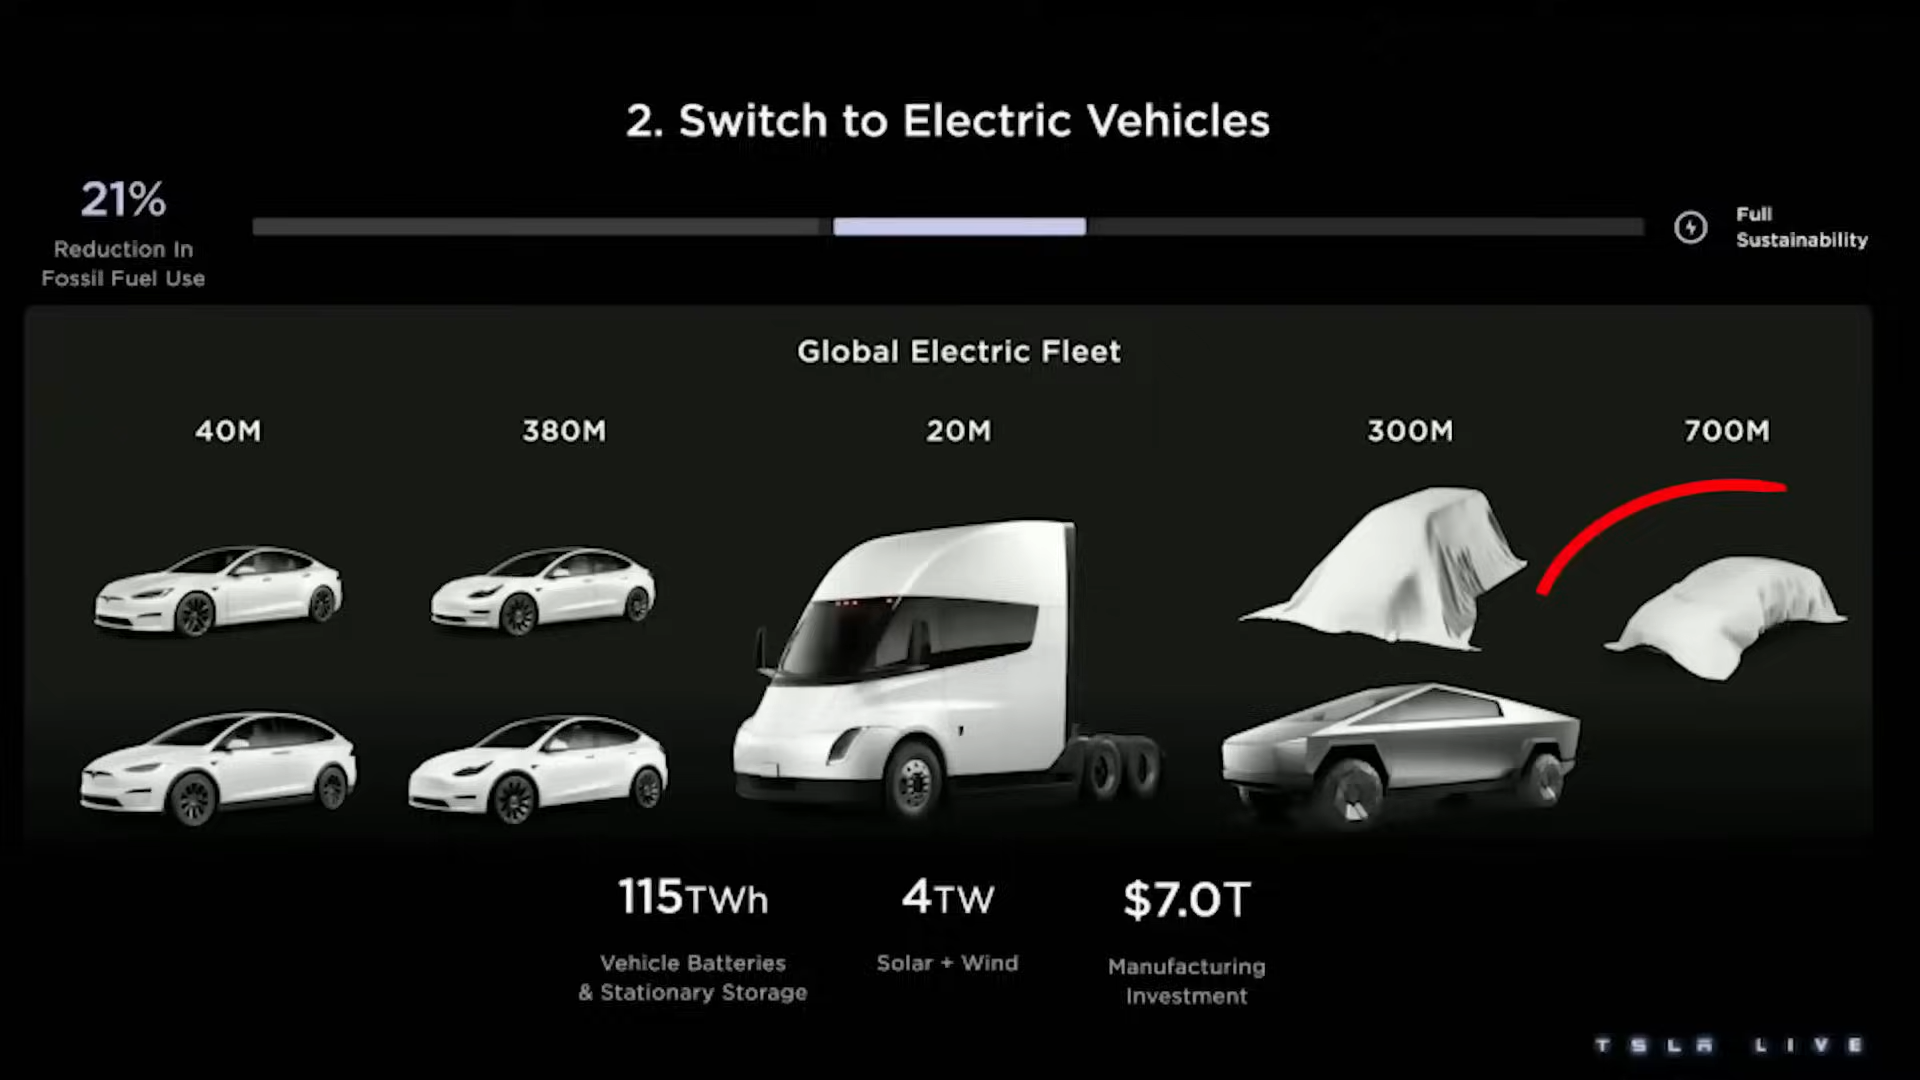 2. Switch to Electric Vehicles
21%
Reduction In
Fossil Fuel Use
Full
Sustainability
Global Electric Fleet
40M
380M
20M
300M
700M
115TWh
4TW
$7.0T
Vehicle Batteries
& Stationary Storage
Solar + Wind
Manufacturing
Investment
TSLA LIVE